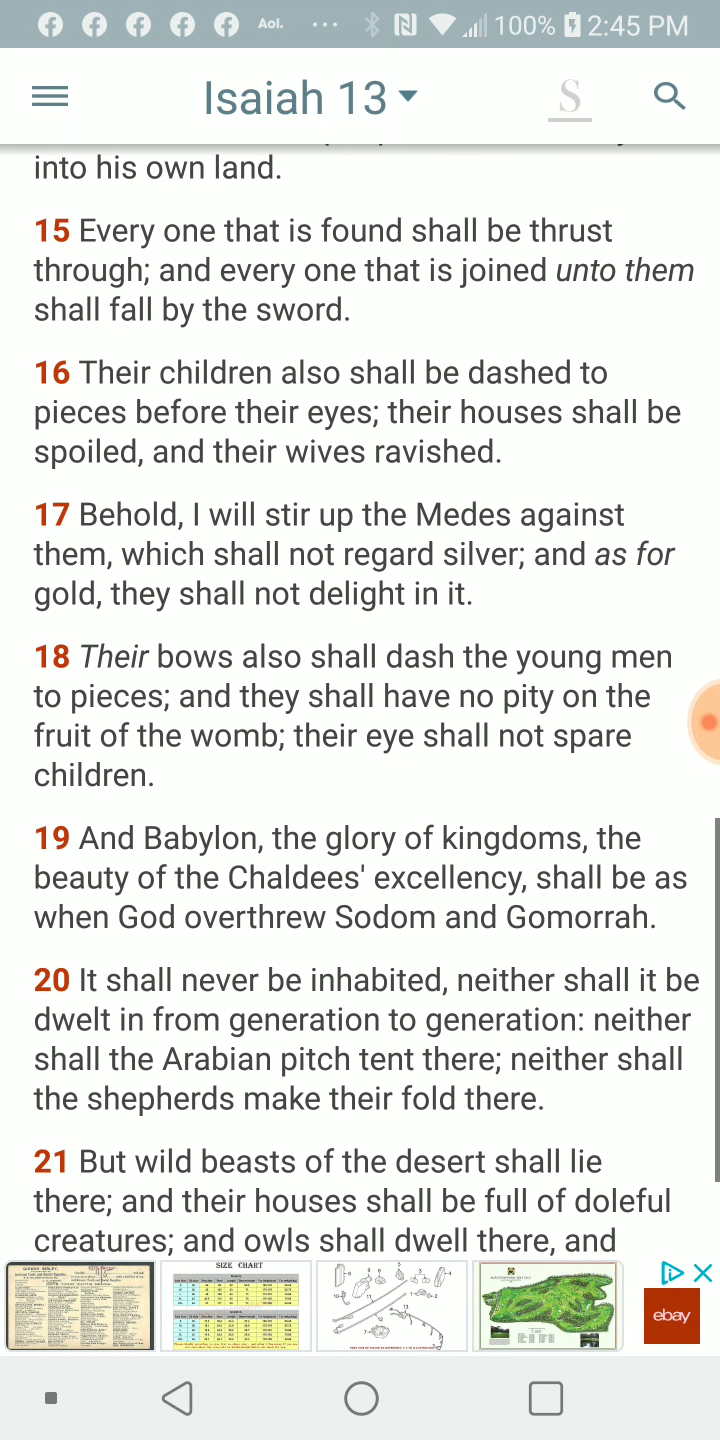 Aol.
100%
2:45 PM
Isaiah 13
S
into his own land.
15 Every one that is found shall be thrust
through; and every one that is joined unto them
shall fall by the sword.
16 Their children also shall be dashed to
pieces before their eyes; their houses shall be
spoiled, and their wives ravished.
17 Behold, I will stir up the Medes against
them, which shall not regard silver; and as for
gold, they shall not delight in it.
18 Their bows also shall dash the young men
to pieces; and they shall have no pity on the
fruit of the womb; their eye shall not spare
children.
19 And Babylon, the glory of kingdoms, the
beauty of the Chaldees' excellency, shall be as
when God overthrew Sodom and Gomorrah.
20 It shall never be inhabited, neither shall it be
dwelt in from generation to generation: neither
shall the Arabian pitch tent there; neither shall
the shepherds make their fold there.
21 But wild beasts of the desert shall lie
there; and their houses shall be full of doleful
creatures; and owls shall dwell there, and
SIZE CHART
ebay